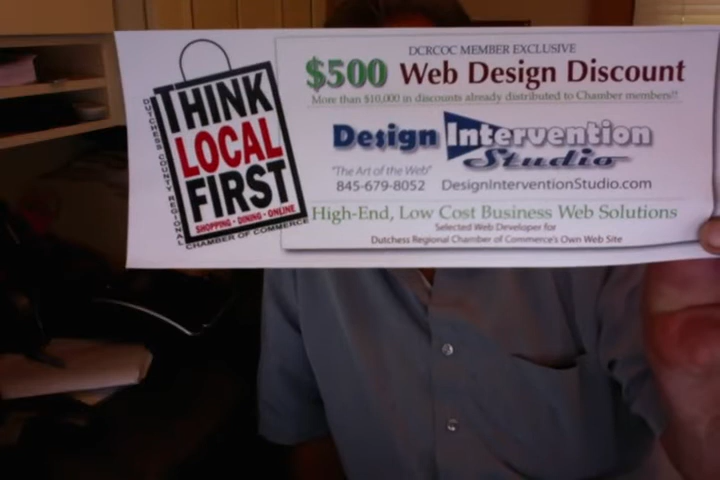 THINK
LOCAL
FIRST
SHOPPING • DINING • ONLINE
DUTCHESS COUNTY REGIONAL
CHAMBER OF COMMERCE
DCRCOC MEMBER EXCLUSIVE
$500 Web Design Discount
More than $10,000 in discounts already distributed to Chamber members!!
Design Intervention
Studio
"The Art of the Web"
845-679-8052 DesignInterventionStudio.com
High-End, Low Cost Business Web Solutions
Selected Web Developer for
Dutchess Regional Chamber of Commerce's Own Web Site